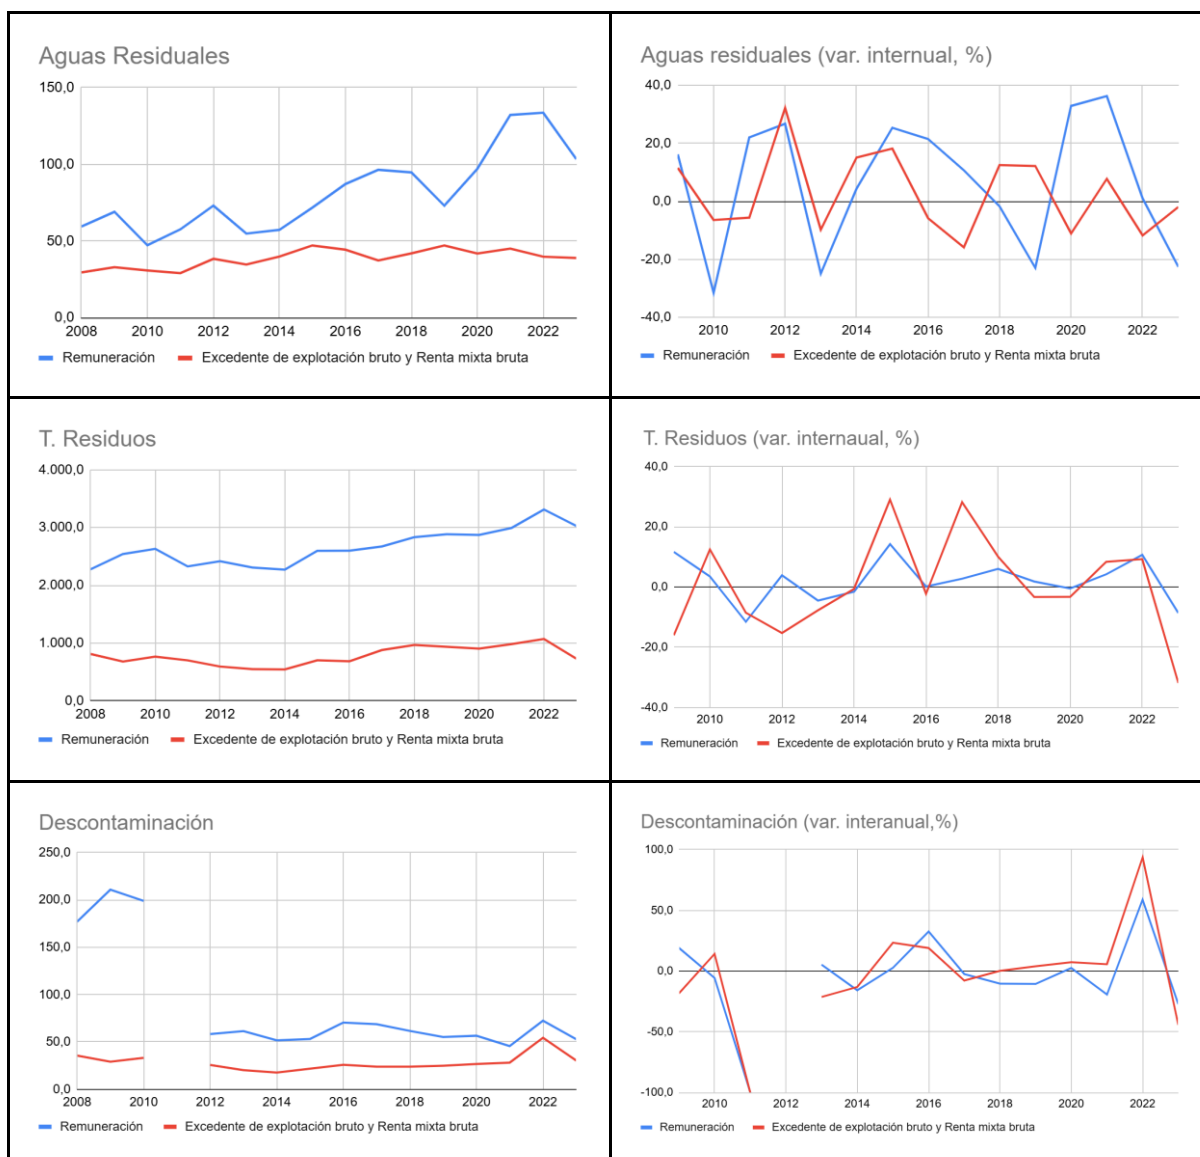 Aguas Residuales
150,0
100,0
50,0
0,0
2008 2010 2012 2014 2016 2018 2020 2022
Remuneración Excedente de explotación bruto y Renta mixta bruta
Aguas residuales (var. internual, %)
40,0
20,0
0,0
-20,0
-40,0
2010 2012 2014 2016 2018 2020 2022
Remuneración Excedente de explotación bruto y Renta mixta bruta
T. Residuos
4.000,0
3.000,0
2.000,0
1.000,0
0,0
2008 2010 2012 2014 2016 2018 2020 2022
Remuneración Excedente de explotación bruto y Renta mixta bruta
T. Residuos (var. internaual, %)
40,0
20,0
0,0
-20,0
-40,0
2010 2012 2014 2016 2018 2020 2022
Remuneración Excedente de explotación bruto y Renta mixta bruta
Descontaminación
250,0
200,0
150,0
100,0
50,0
0,0
2008 2010 2012 2014 2016 2018 2020 2022
Remuneración Excedente de explotación bruto y Renta mixta bruta
Descontaminación (var. interanual,%)
100,0
50,0
0,0
-50,0
-100,0
2010 2012 2014 2016 2018 2020 2022
Remuneración Excedente de explotación bruto y Renta mixta bruta